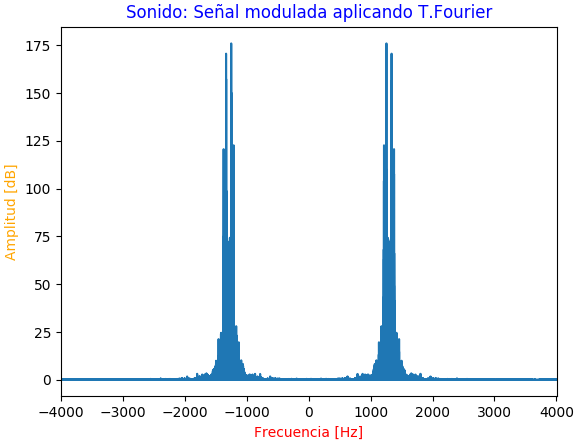 Sonido: Señal modulada aplicando T.Fourier
175
150
125
100
75
50
25
0
Amplitud [dB]
−4000 −3000 −2000 −1000 0 1000 2000 3000 4000
Frecuencia [Hz]